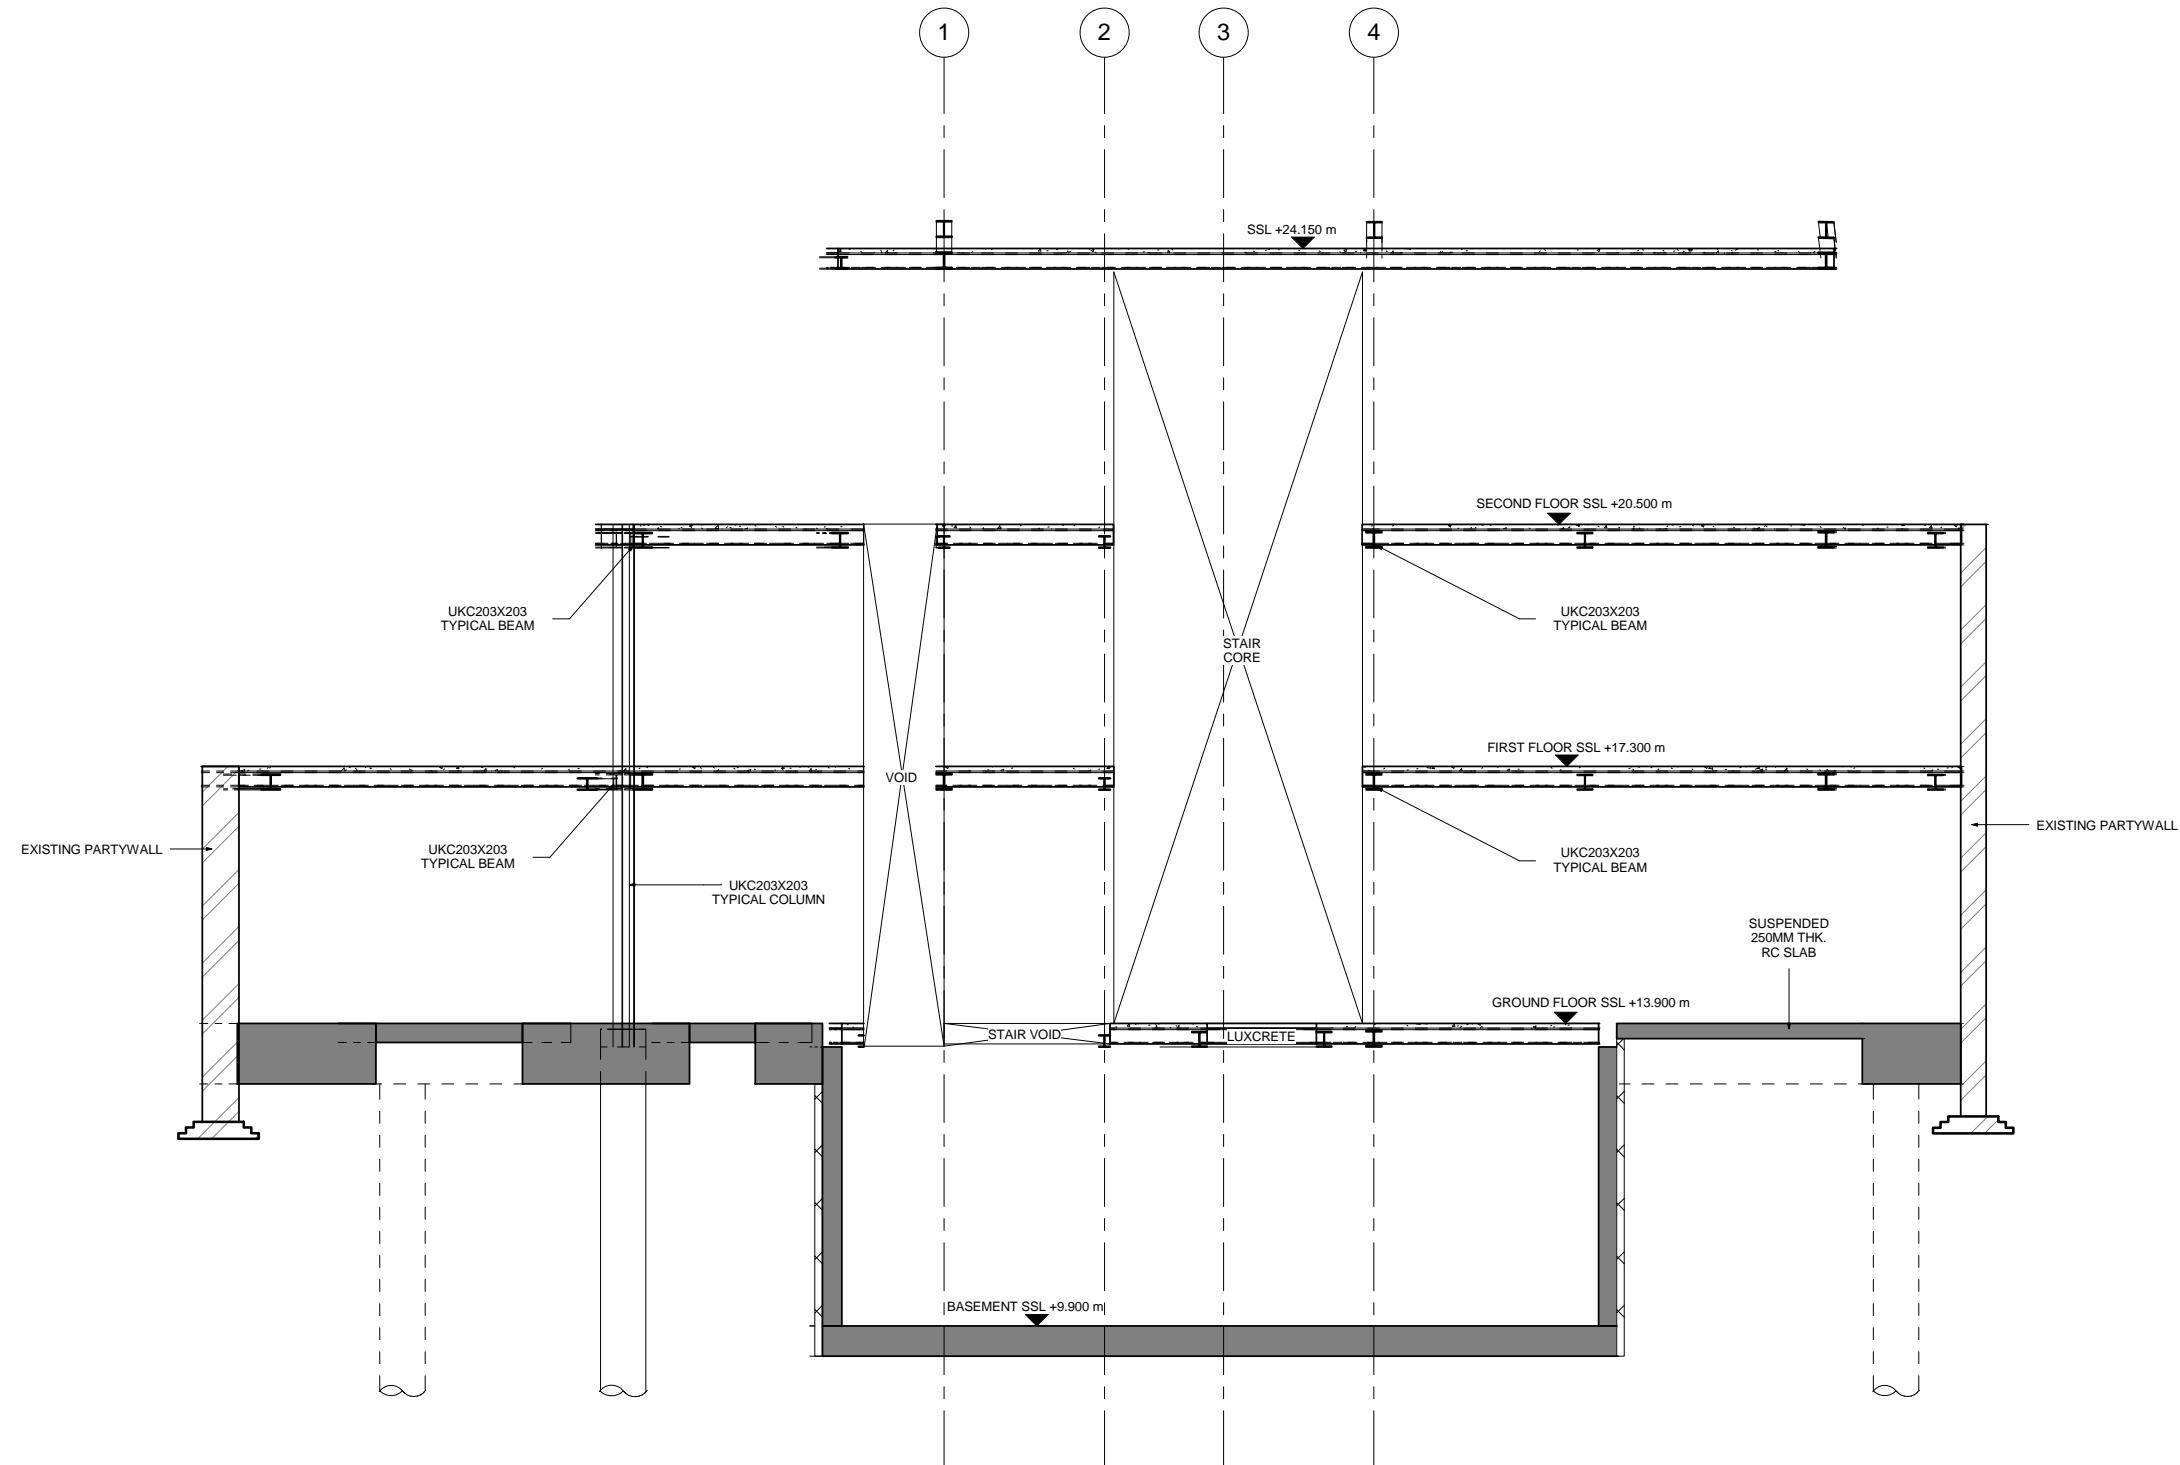 1
2
3
4
SSL +24.150 m
SECOND FLOOR SSL +20.500 m
UKC203X203
TYPICAL BEAM
UKC203X203
TYPICAL BEAM
STAIR
CORE
FIRST FLOOR SSL +17.300 m
VOID
EXISTING PARTYWALL
UKC203X203
TYPICAL BEAM
UKC203X203
TYPICAL COLUMN
UKC203X203
TYPICAL BEAM
EXISTING PARTYWALL
SUSPENDED
250MM THK.
RC SLAB
GROUND FLOOR SSL +13.900 m
STAIR VOID
LUXCRETE
BASEMENT SSL +9.900 m